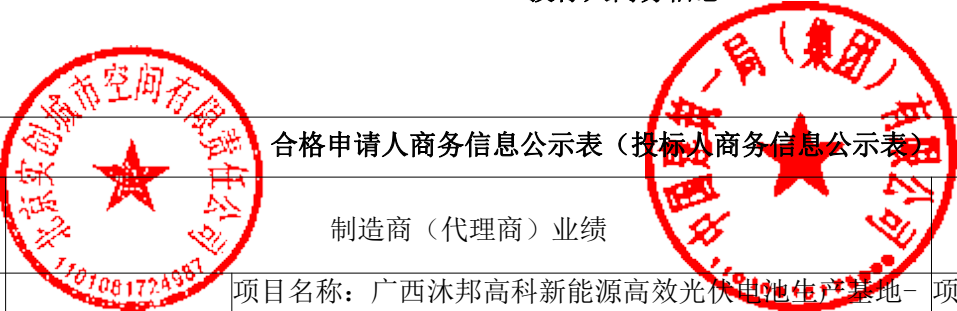 北京实创城市空间有限责任公司
1101081724987
中国建筑一局（集团）有限公司
合格申请人商务信息公示表（投标人商务信息公示表）
制造商（代理商）业绩
项目名称：广西沐邦高科新能源高效光伏电池生产基地- 项